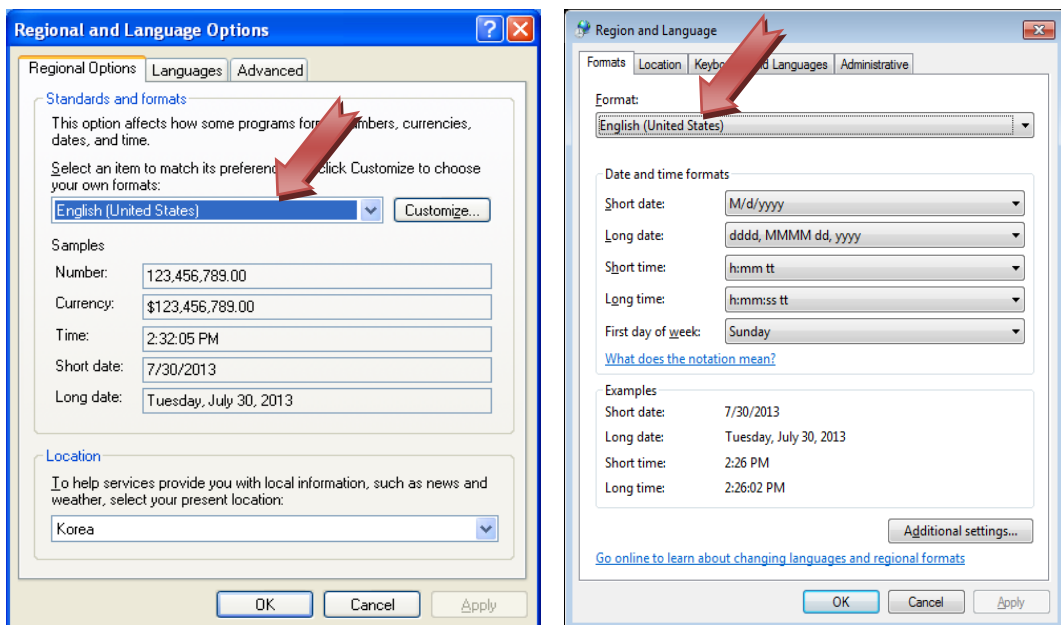 Regional and Language Options
Regional Options Languages Advanced
Standards and formats
This option affects how some programs numbers, currencies,
dates, and time.
Select an item to match its click Customize to choose
your own formats:
English (United States) Customize...
Samples
Number: 123,456,789.00
Currency: $123,456,789.00
Time: 2:32:05 PM
Short date: 7/30/2013
Long date: Tuesday, July 30, 2013
Location
To help services provide you with local information, such as news and
weather, select your present location:
Korea
OK Cancel Apply
Region and Language
Formats Location Languages Administrative
Format:
English (United States)
Date and time formats
Short date: M/d/yyyy
Long date: dddd, MMMM dd, yyyy
Short time: h:mm tt
Long time: h:mm:ss tt
First day of week: Sunday
What does the notation mean?
Examples
Short date: 7/30/2013
Long date: Tuesday, July 30, 2013
Short time: 2:26 PM
Long time: 2:26:02 PM
Additional settings...
Go online to learn about changing languages and regional formats
OK Cancel Apply